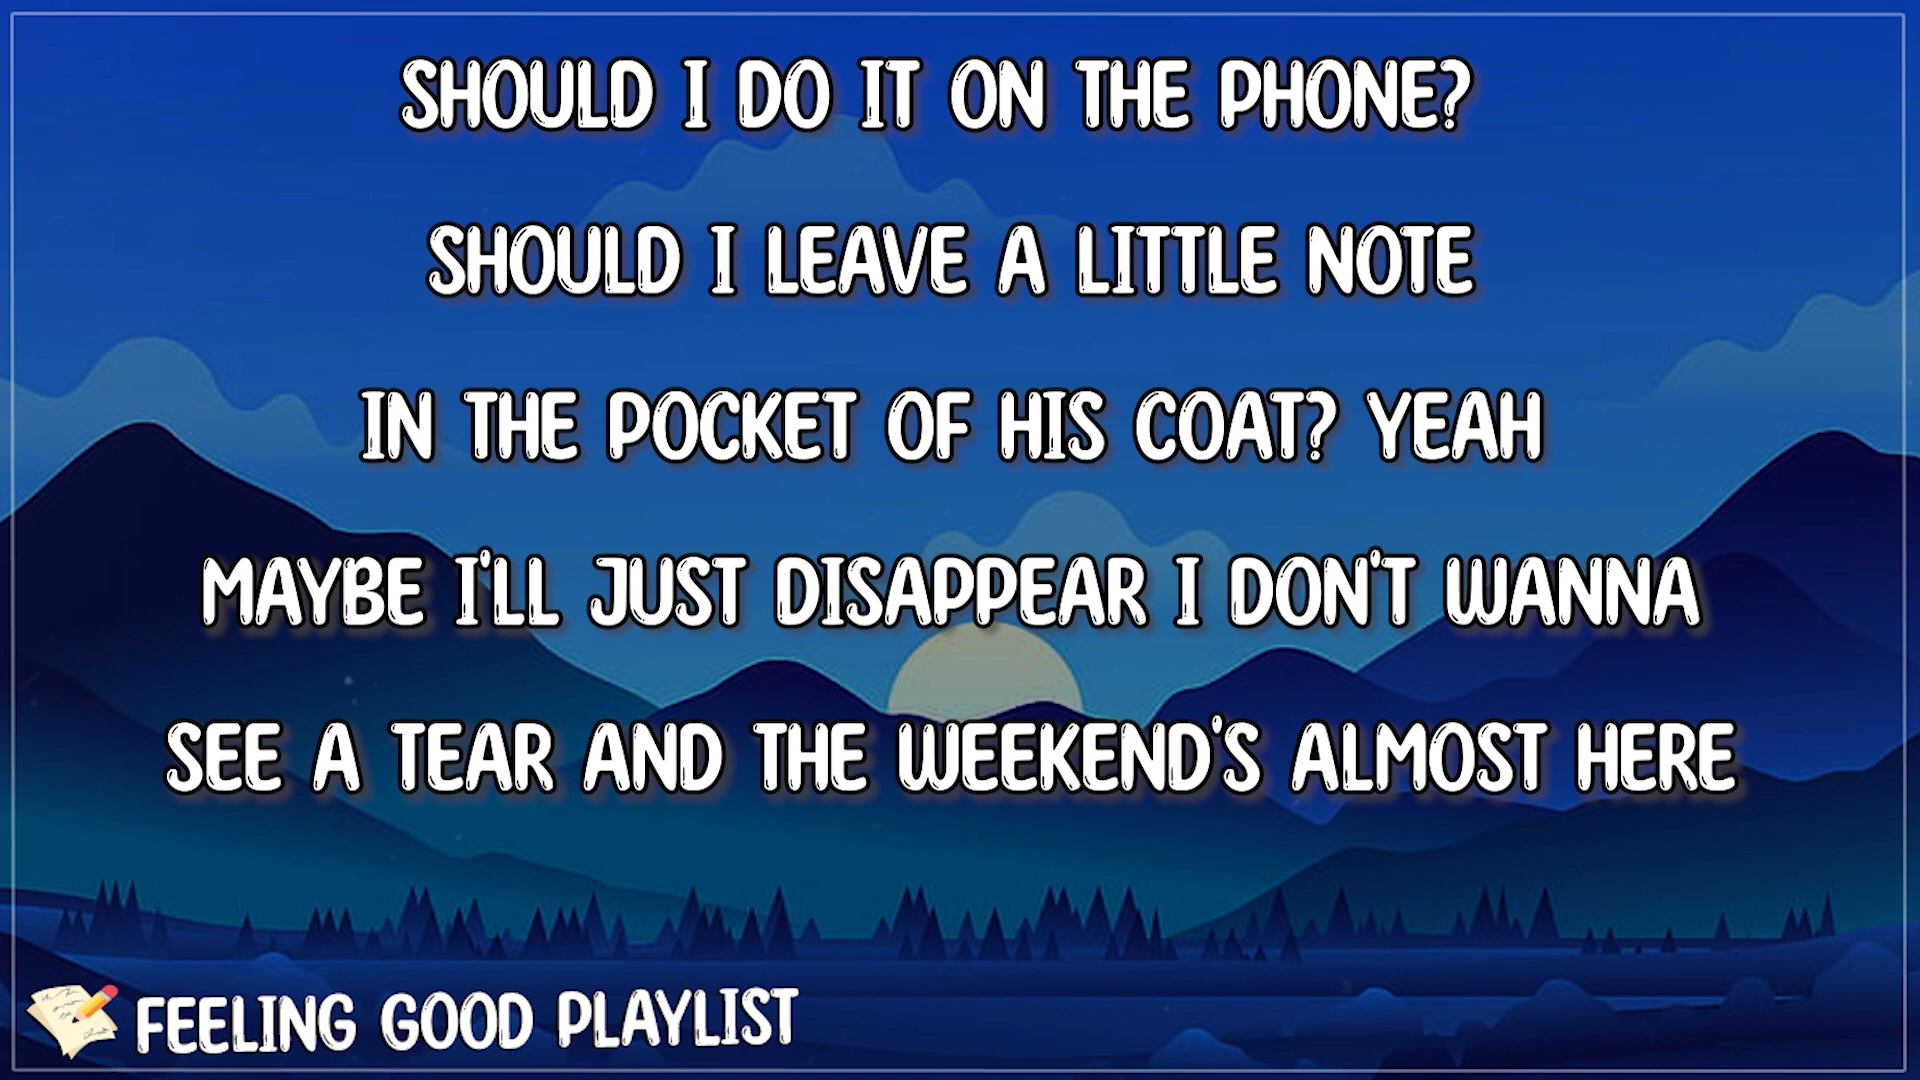 SHOULD I DO IT ON THE PHONE?
SHOULD I LEAVE A LITTLE NOTE
IN THE POCKET OF HIS COAT? YEAH
MAYBE I'LL JUST DISAPPEAR I DON'T WANNA
SEE A TEAR AND THE WEEKEND'S ALMOST HERE
FEELING GOOD PLAYLIST